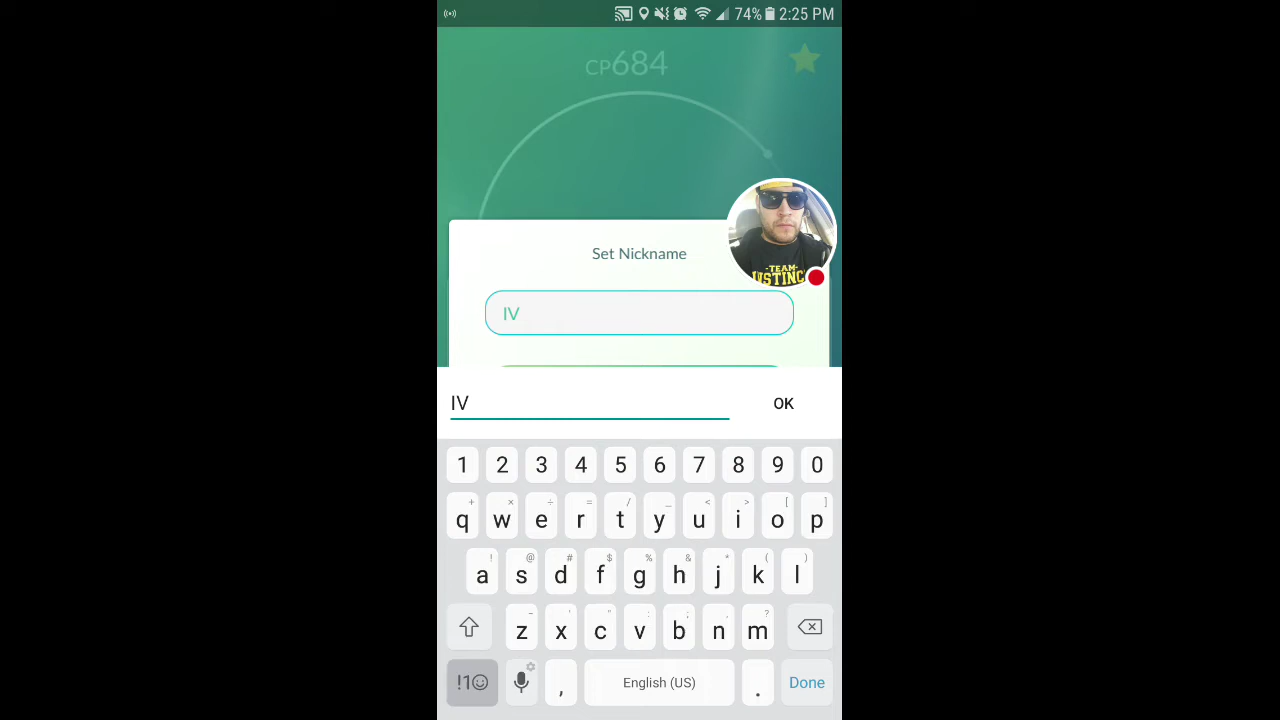 74% 2:25 PM
CP684
Set Nickname
-TEAM-
IV
IV
OK
1 2 3 4 5 6 7 8 9 0
+ × ÷ = / _ < > [ ]
q w e r t y u i o p
! @ # $ % & * ( )
a s d f g h j k l
- ' " : ; , ?
z x c v b n m
!1☺ , English (US) . Done